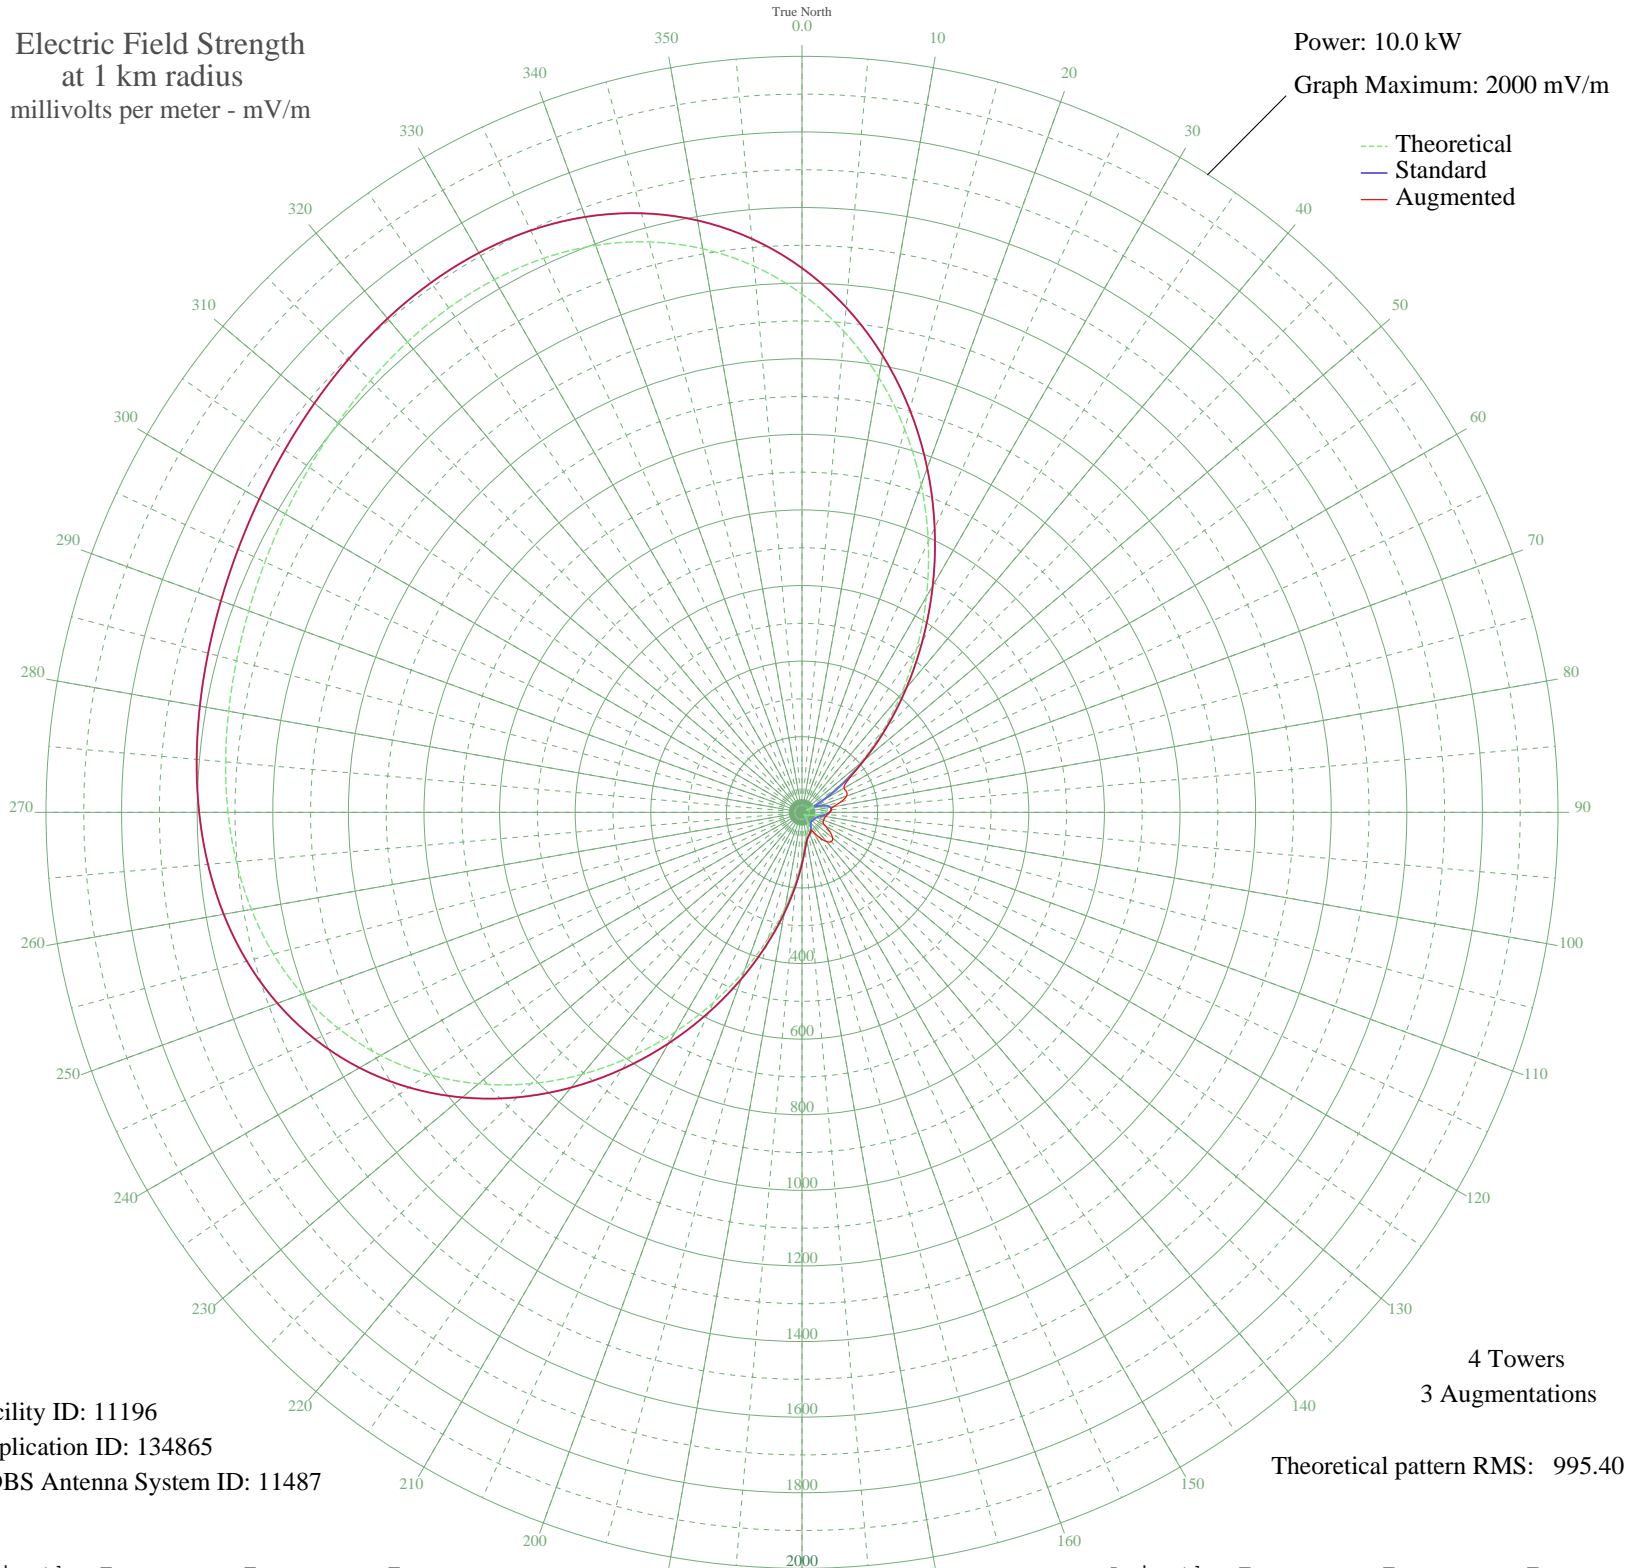 True North
0.0
Electric Field Strength
at 1 km radius
millivolts per meter - mV/m
Power: 10.0 kW
Graph Maximum: 2000 mV/m
Theoretical
Standard
Augmented
10
20
30
40
50
60
70
80
90
100
110
120
130
140
150
160
200
210
220
230
240
250
260
270
280
290
300
310
320
330
340
350
400
600
800
1000
1200
1400
1600
1800
2000
4 Towers
3 Augmentations
Theoretical pattern RMS: 995.40
cility ID: 11196
plication ID: 134865
DBS Antenna System ID: 11487